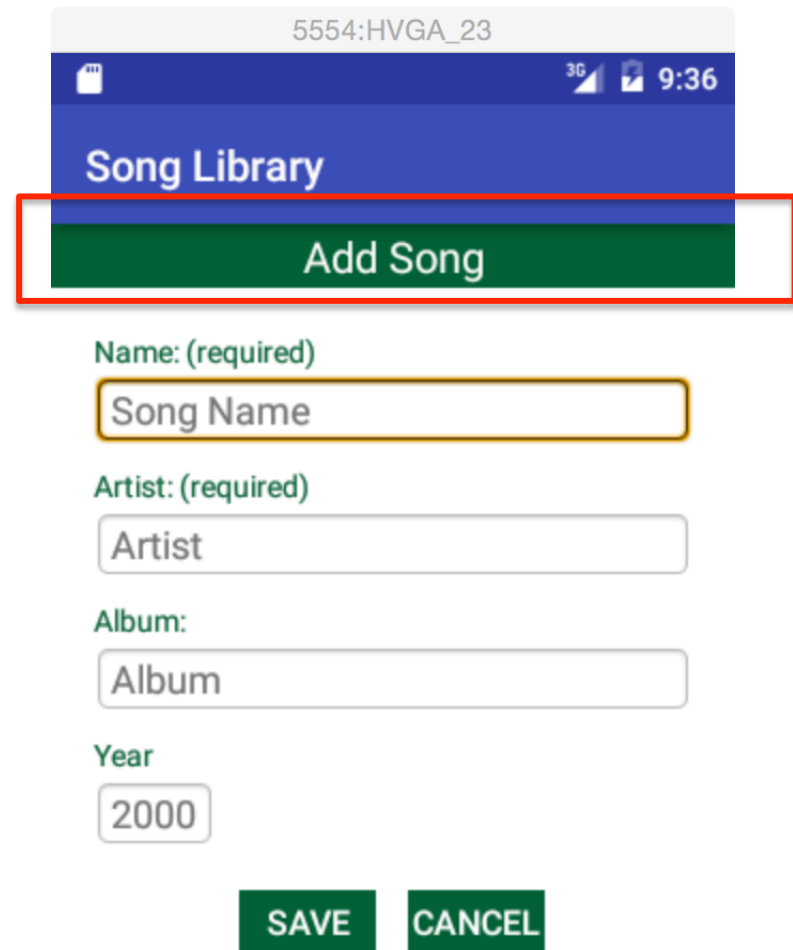 5554:HVGA_23
3G 9:36
Song Library
Add Song
Name: (required)
Song Name
Artist: (required)
Artist
Album:
Album
Year
2000
SAVE CANCEL